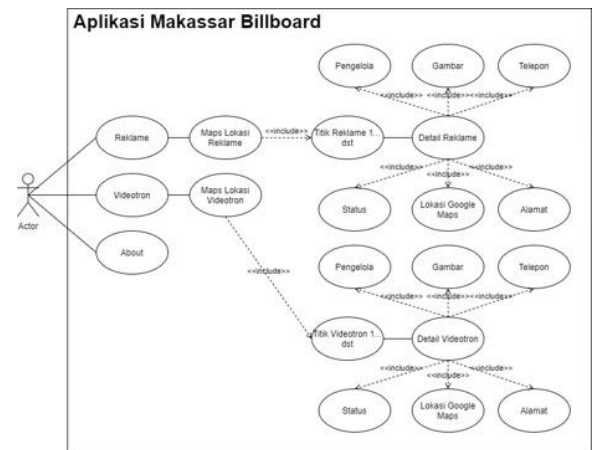 Aplikasi Makassar Billboard
Pengelola
Gambar
Telepon
<<include>>
<<include>>
<<include>>
Reklame
Maps Lokasi
Reklame
<<include>>
Titik Reklame 1...
dst
Detail Reklame
<<include>>
<<include>>
<<include>>
Actor
Videotron
Maps Lokasi
Videotron
Status
Lokasi Google
Maps
Alamat
About
<<include>>
Pengelola
Gambar
Telepon
<<include>>
<<include>>
<<include>>
Titik Videotron 1...
dst
Detail Videotron
<<include>>
<<include>>
<<include>>
Status
Lokasi Google
Maps
Alamat